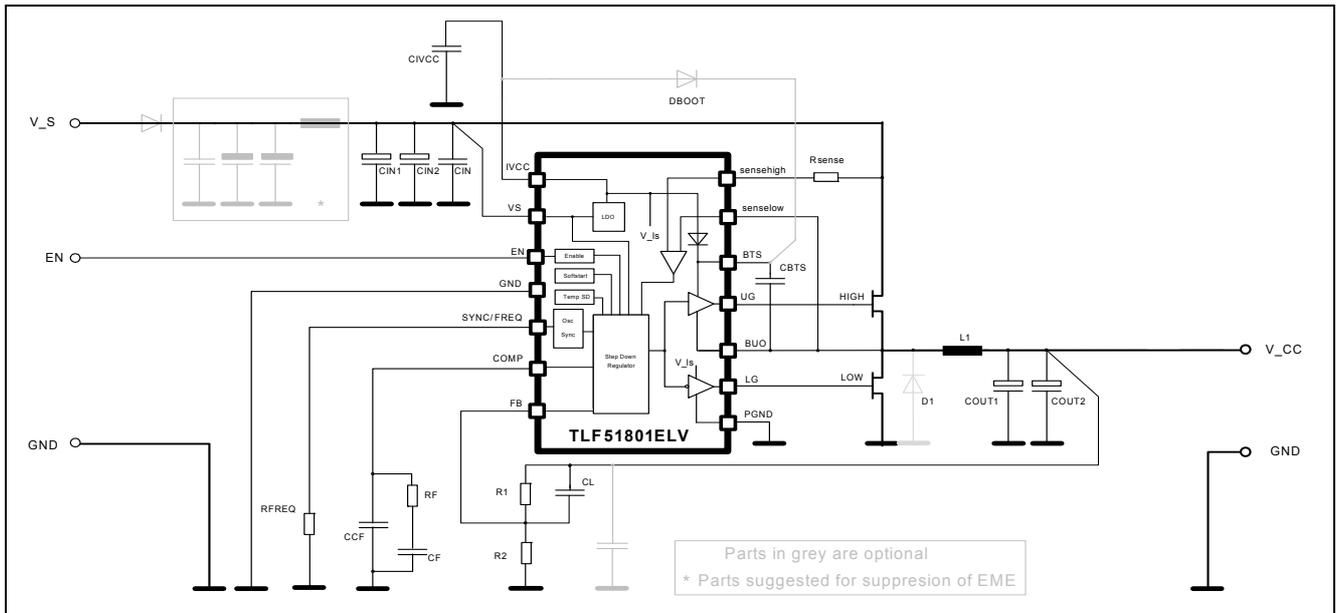 CIVCC
DBOOT
V_S
CIN1
CIN2
CIN
*
IVCC
VS
EN
EN
GND
SYNC/FREQ
COMP
FB
LDO
V_Is
Enable
Softstart
Temp SD
Osc
Sync
Step Down
Regulator
V_Is
TLF51801ELV
sensehigh
Rsense
senselow
BTS
CBTS
UG
HIGH
BUO
LG
LOW
PGND
L1
V_CC
D1
COUT1
COUT2
GND
GND
RFREQ
CCF
RF
CF
R1
CL
R2
Parts in grey are optional
* Parts suggested for suppresion of EME